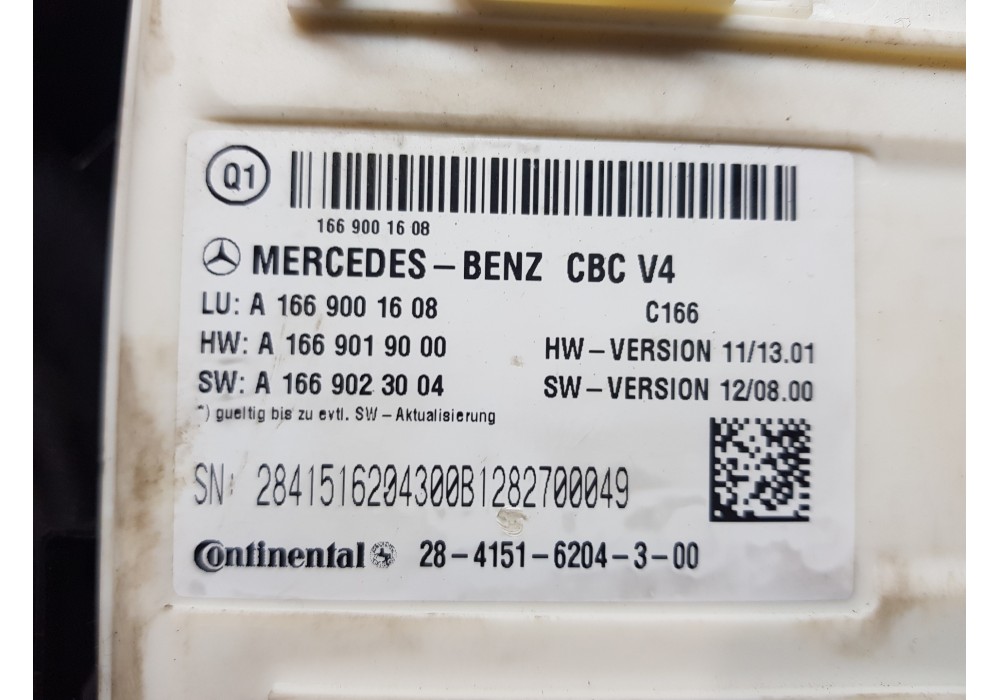 Q1
166 900 16 08
MERCEDES-BENZ CBC V4
LU: A 166 900 16 08 C166
HW: A 166 901 90 00 HW-VERSION 11/13.01
SW: A 166 902 30 04 SW-VERSION 12/08.00
*) gueltig bis zu evtl. SW-Aktualisierung
SN: 2841516204300B1282700049
Continental 28-4151-6204-3-00